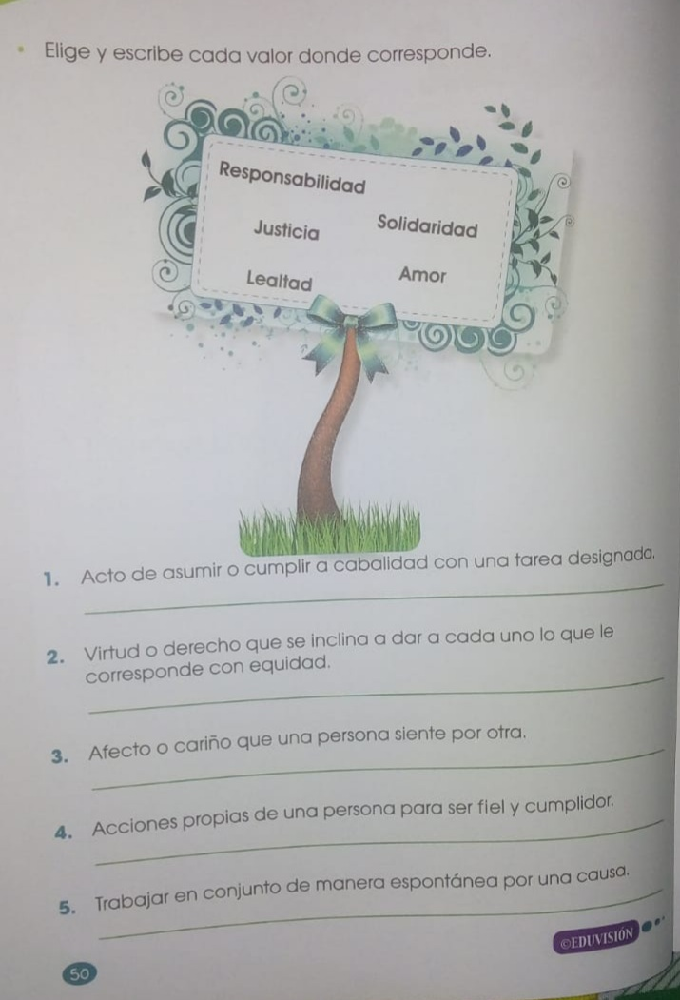 Elige y escribe cada valor donde corresponde.
Responsabilidad
Justicia
Solidaridad
Lealtad
Amor
1. Acto de asumir o cumplir a cabalidad con una tarea designada.
2. Virtud o derecho que se inclina a dar a cada uno lo que le
corresponde con equidad.
3. Afecto o cariño que una persona siente por otra.
4. Acciones propias de una persona para ser fiel y cumplidor.
5. Trabajar en conjunto de manera espontánea por una causa.
©EDUVISIÓN
50